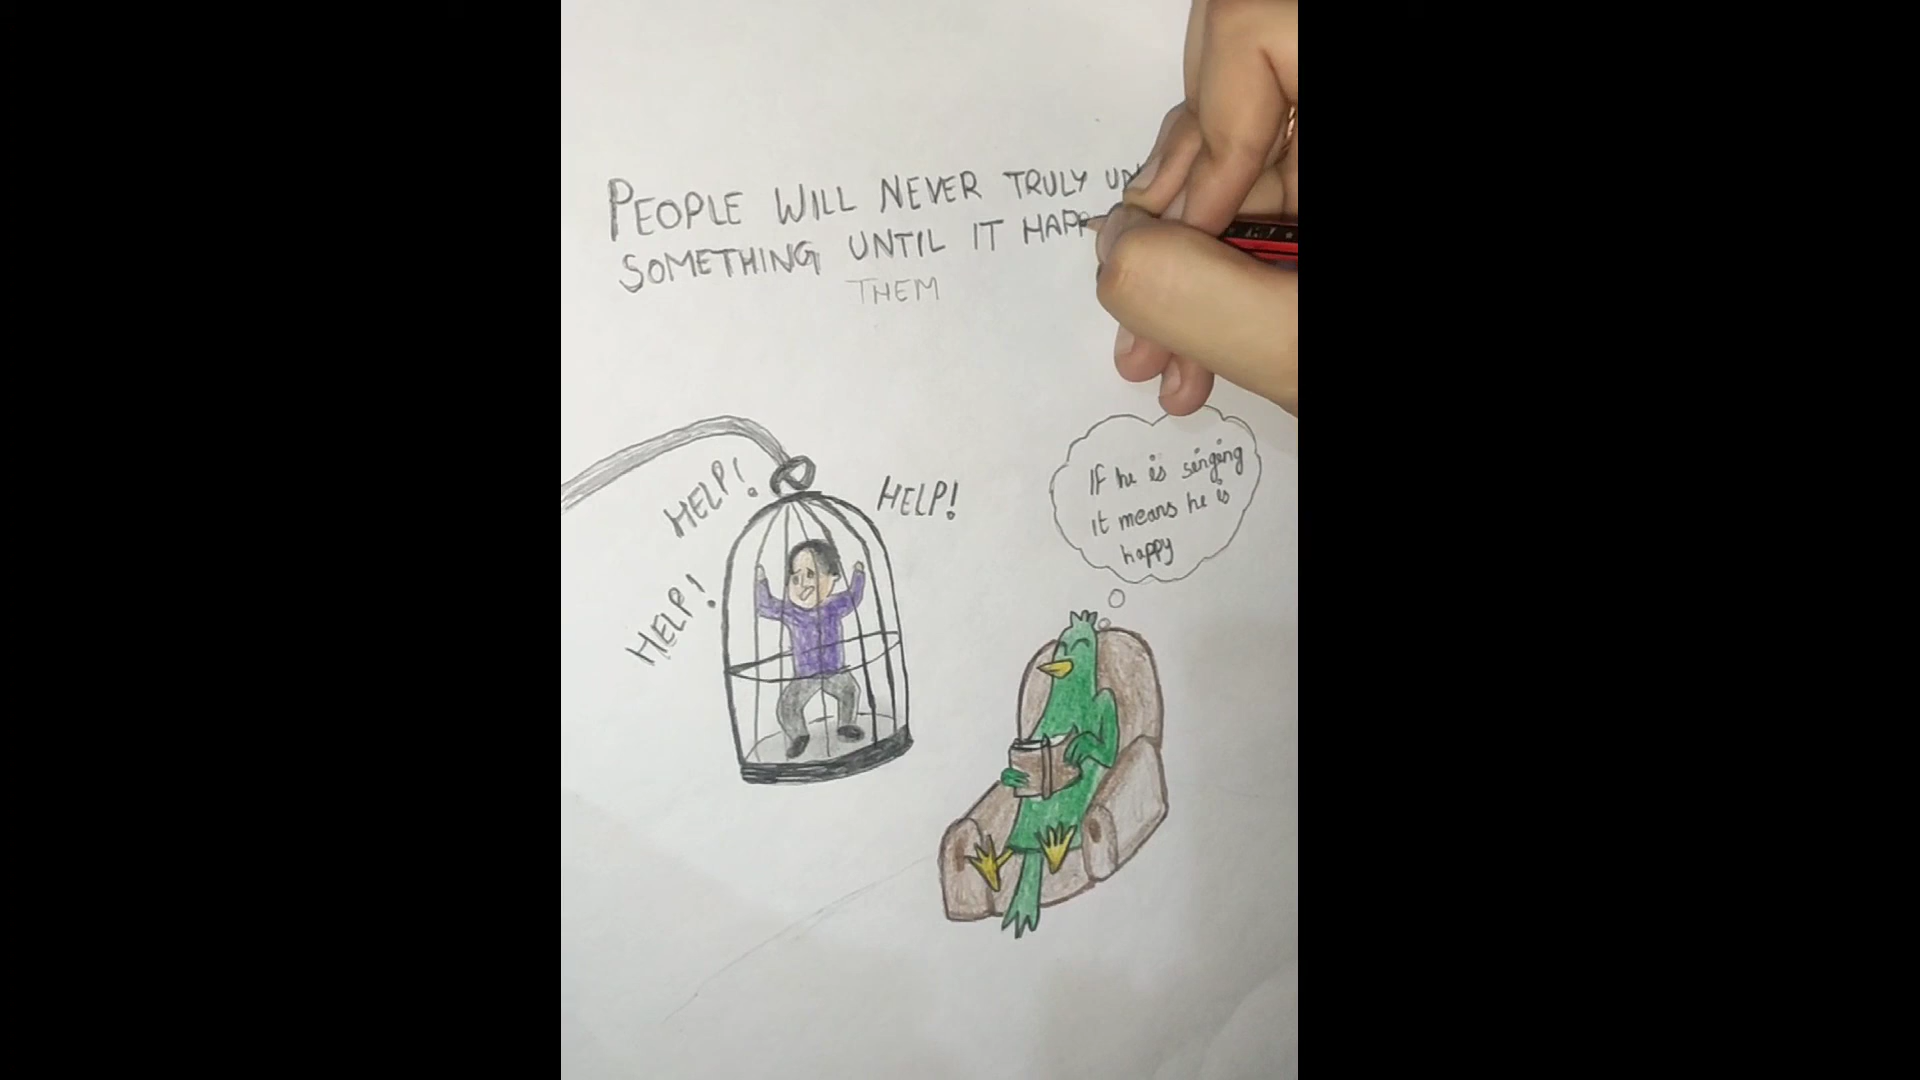 PEOPLE WILL NEVER TRULY
SOMETHING UNTIL IT
THEM
HELP!
HELP!
HELP!
If he is singing
it means he is
happy